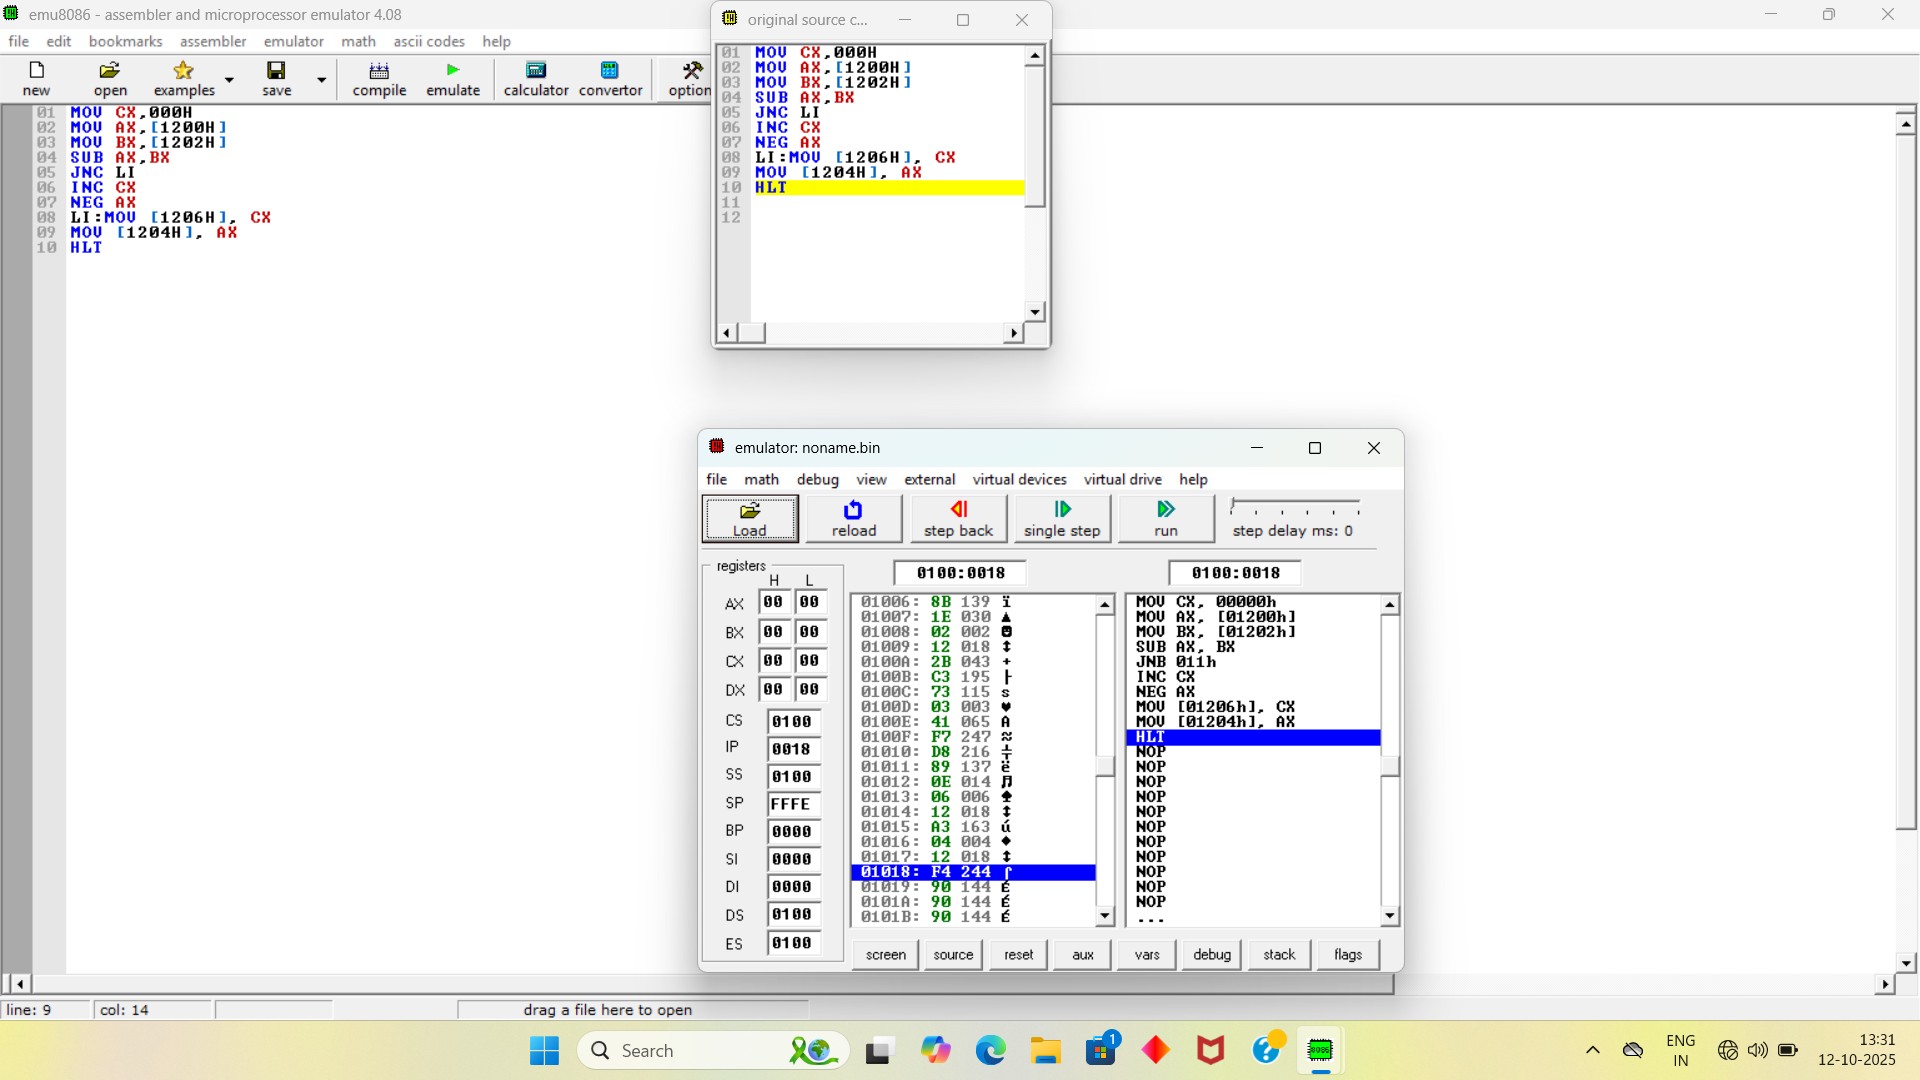 emu8086 - assembler and microprocessor emulator 4.08
file edit bookmarks assembler emulator math ascii codes help
new open examples save compile emulate calculator convertor option
01 MOV CX,000H
02 MOV AX,[1200H]
03 MOV BX,[1202H]
04 SUB AX,BX
05 JNC LI
06 INC CX
07 NEG AX
08 LI:MOV [1206H], CX
09 MOV [1204H], AX
10 HLT
original source c...
01 MOV CX,000H
02 MOV AX,[1200H]
03 MOV BX,[1202H]
04 SUB AX,BX
05 JNC LI
06 INC CX
07 NEG AX
08 LI:MOV [1206H], CX
09 MOV [1204H], AX
10 HLT
11
12
emulator: noname.bin
file math debug view external virtual devices virtual drive help
Load reload step back single step run step delay ms: 0
registers
H L
AX 00 00
BX 00 00
CX 00 00
DX 00 00
CS 0100
IP 0018
SS 0100
SP FFFE
BP 0000
SI 0000
DI 0000
DS 0100
ES 0100
0100:0018
01006: 8B 139 ï
01007: 1E 030 ▲
01008: 02 002 ☻
01009: 12 018 ↕
0100A: 2B 043 +
0100B: C3 195 ├
0100C: 73 115 s
0100D: 03 003 ♥
0100E: 41 065 A
0100F: F7 247 ≈
01010: D8 216 ╪
01011: 89 137 ë
01012: 0E 014 ♫
01013: 06 006 ♠
01014: 12 018 ↕
01015: A3 163 ú
01016: 04 004 ♦
01017: 12 018 ↕
01018: F4 244 ⌠
01019: 90 144 É
0101A: 90 144 É
0101B: 90 144 É
0100:0018
MOV CX, 00000h
MOV AX, [01200h]
MOV BX, [01202h]
SUB AX, BX
JNB 011h
INC CX
NEG AX
MOV [01206h], CX
MOV [01204h], AX
HLT
NOP
NOP
NOP
NOP
NOP
NOP
NOP
NOP
NOP
NOP
NOP
...
screen source reset aux vars debug stack flags
line: 9 col: 14 drag a file here to open
Search
1
8086
ENG
IN
13:31
12-10-2025